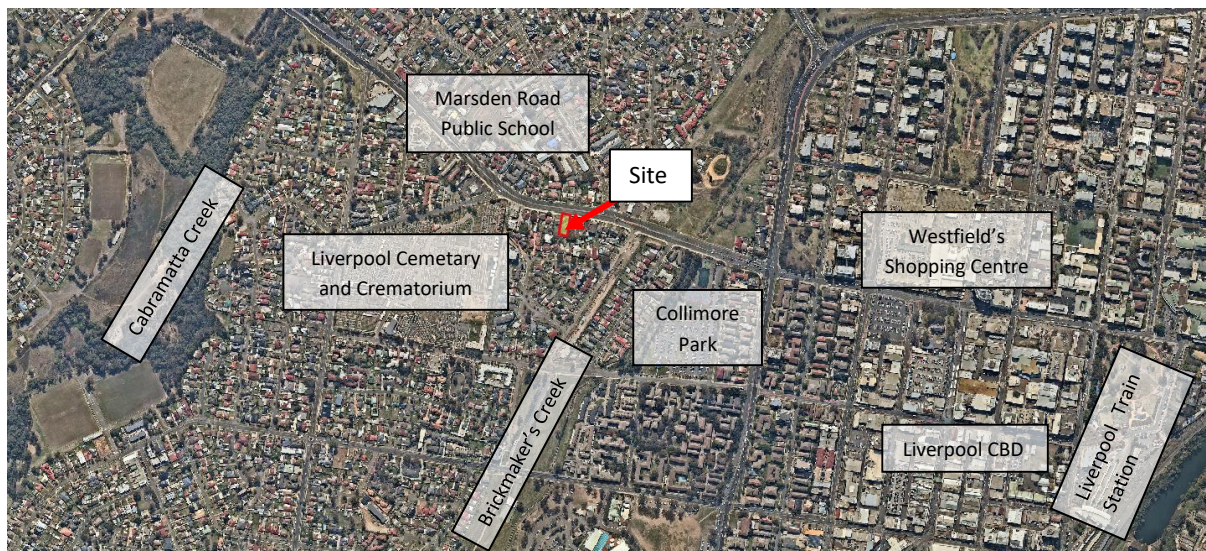 Marsden Road
Public School
Site
Cabramatta Creek
Liverpool Cemetary
and Crematorium
Westfield's
Shopping Centre
Collimore
Park
Brickmaker's Creek
Liverpool CBD
Liverpool Train
Station